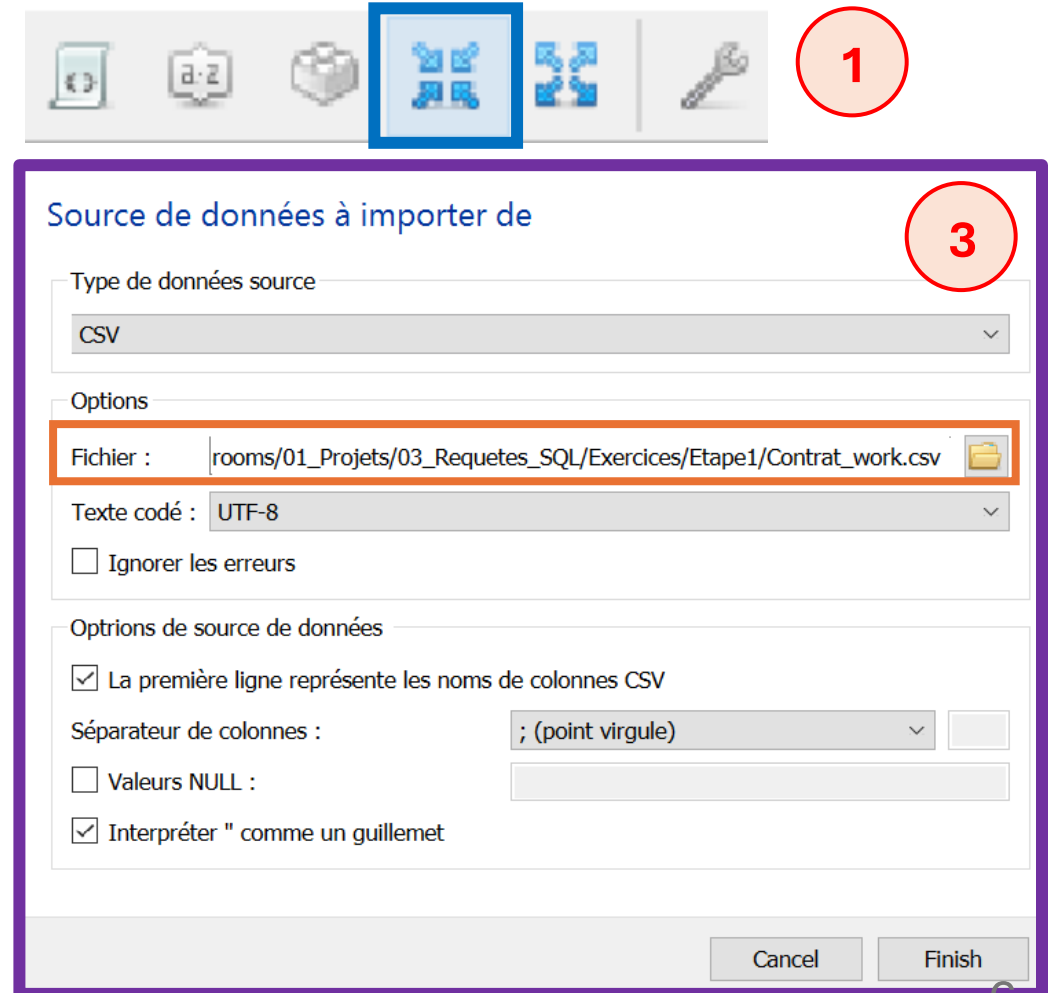 a·z
1
Source de données à importer de
3
Type de données source
CSV
Options
Fichier : rooms/01_Projets/03_Requetes_SQL/Exercices/Etape1/Contrat_work.csv
Texte codé : UTF-8
Ignorer les erreurs
Optrions de source de données
La première ligne représente les noms de colonnes CSV
Séparateur de colonnes : ; (point virgule)
Valeurs NULL :
Interpréter " comme un guillemet
Cancel Finish